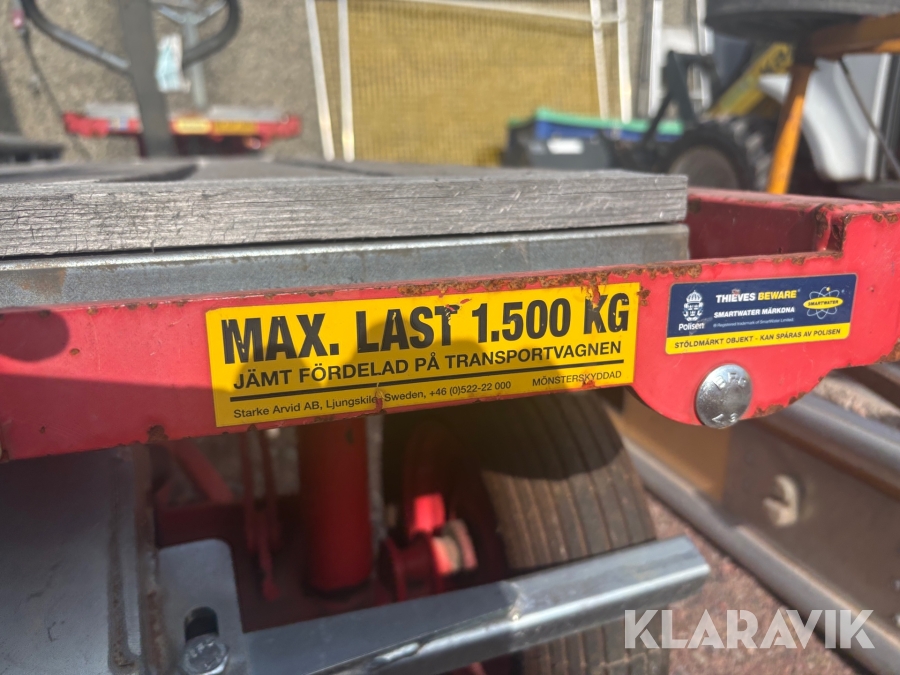 MAX. LAST 1.500 KG
JÄMT FÖRDELAD PÅ TRANSPORTVAGNEN
Starke Arvid AB, Ljungskile, Sweden, +46 (0)522-22 000 MÖNSTERSKYDDAD
Polisen
THIEVES BEWARE
SMARTWATER MÄRKDNA
SMARTWATER
STÖLDMÄRKT OBJEKT - KAN SPÅRAS AV POLISEN
KLARAVIK